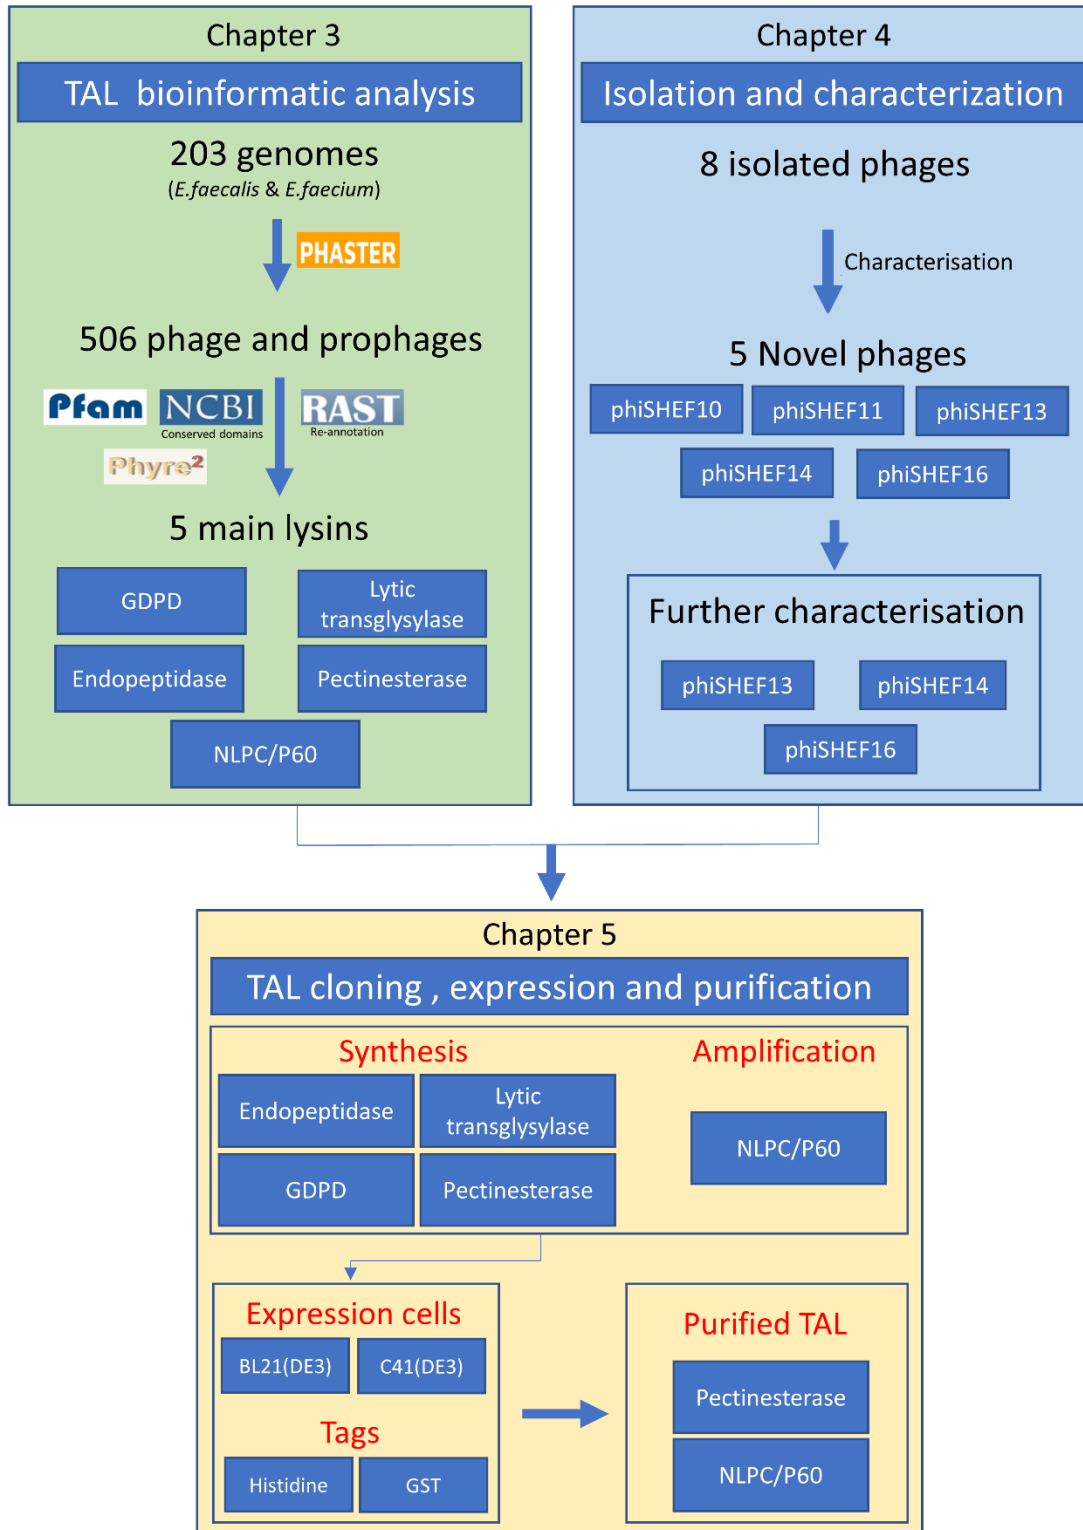 Chapter 3
TAL bioinformatic analysis
203 genomes
(E.faecalis & E.faecium)
PHASTER
506 phage and prophages
Pfam
NCBI
Conserved domains
RAST
Re-annotation
Phyre²
5 main lysins
GDPD
Lytic
transglysylase
Endopeptidase
Pectinesterase
NLPC/P60
Chapter 4
Isolation and characterization
8 isolated phages
Characterisation
5 Novel phages
phiSHEF10
phiSHEF11
phiSHEF13
phiSHEF14
phiSHEF16
Further characterisation
phiSHEF13
phiSHEF14
phiSHEF16
Chapter 5
TAL cloning , expression and purification
Synthesis
Endopeptidase
Lytic
transglysylase
GDPD
Pectinesterase
Amplification
NLPC/P60
Expression cells
BL21(DE3)
C41(DE3)
Tags
Histidine
GST
Purified TAL
Pectinesterase
NLPC/P60